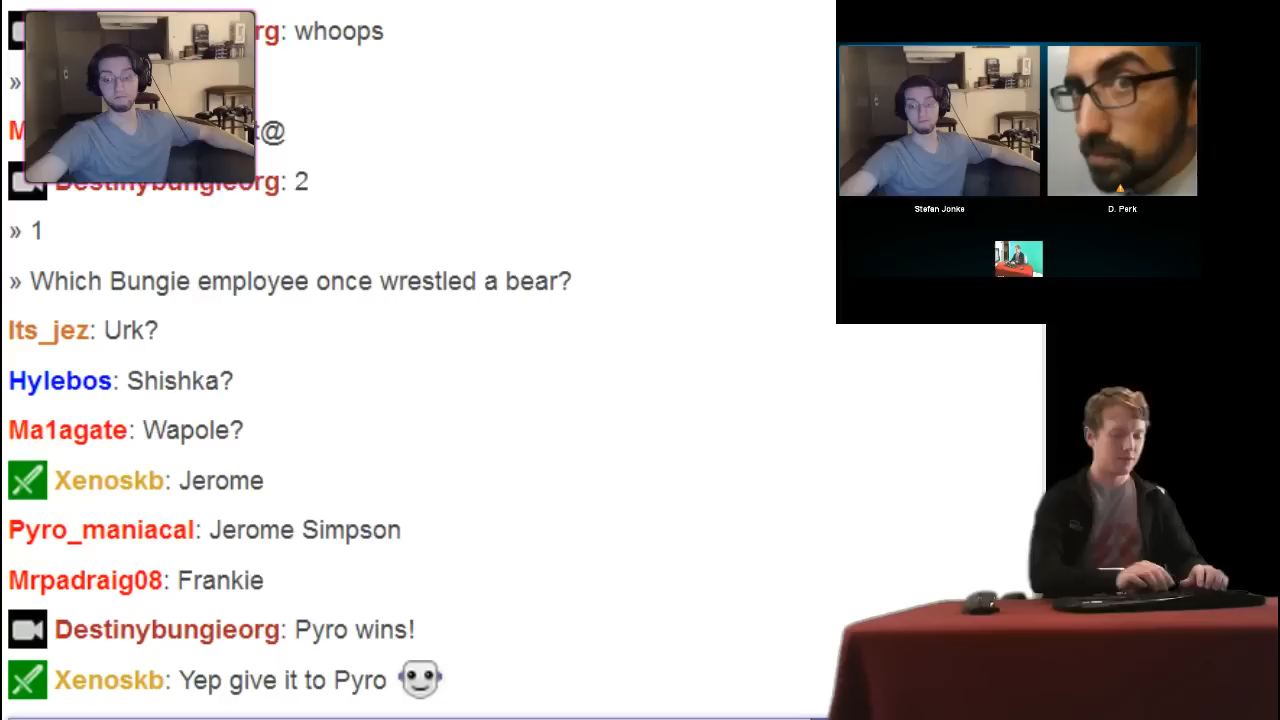 rg: whoops
»
M t@
Destinybungieorg: 2
» 1
» Which Bungie employee once wrestled a bear?
Its_jez: Urk?
Hylebos: Shishka?
Ma1agate: Wapole?
Xenoskb: Jerome
Pyro_maniacal: Jerome Simpson
Mrpadraig08: Frankie
Destinybungieorg: Pyro wins!
Xenoskb: Yep give it to Pyro
Stefan Jonke
D. Perk